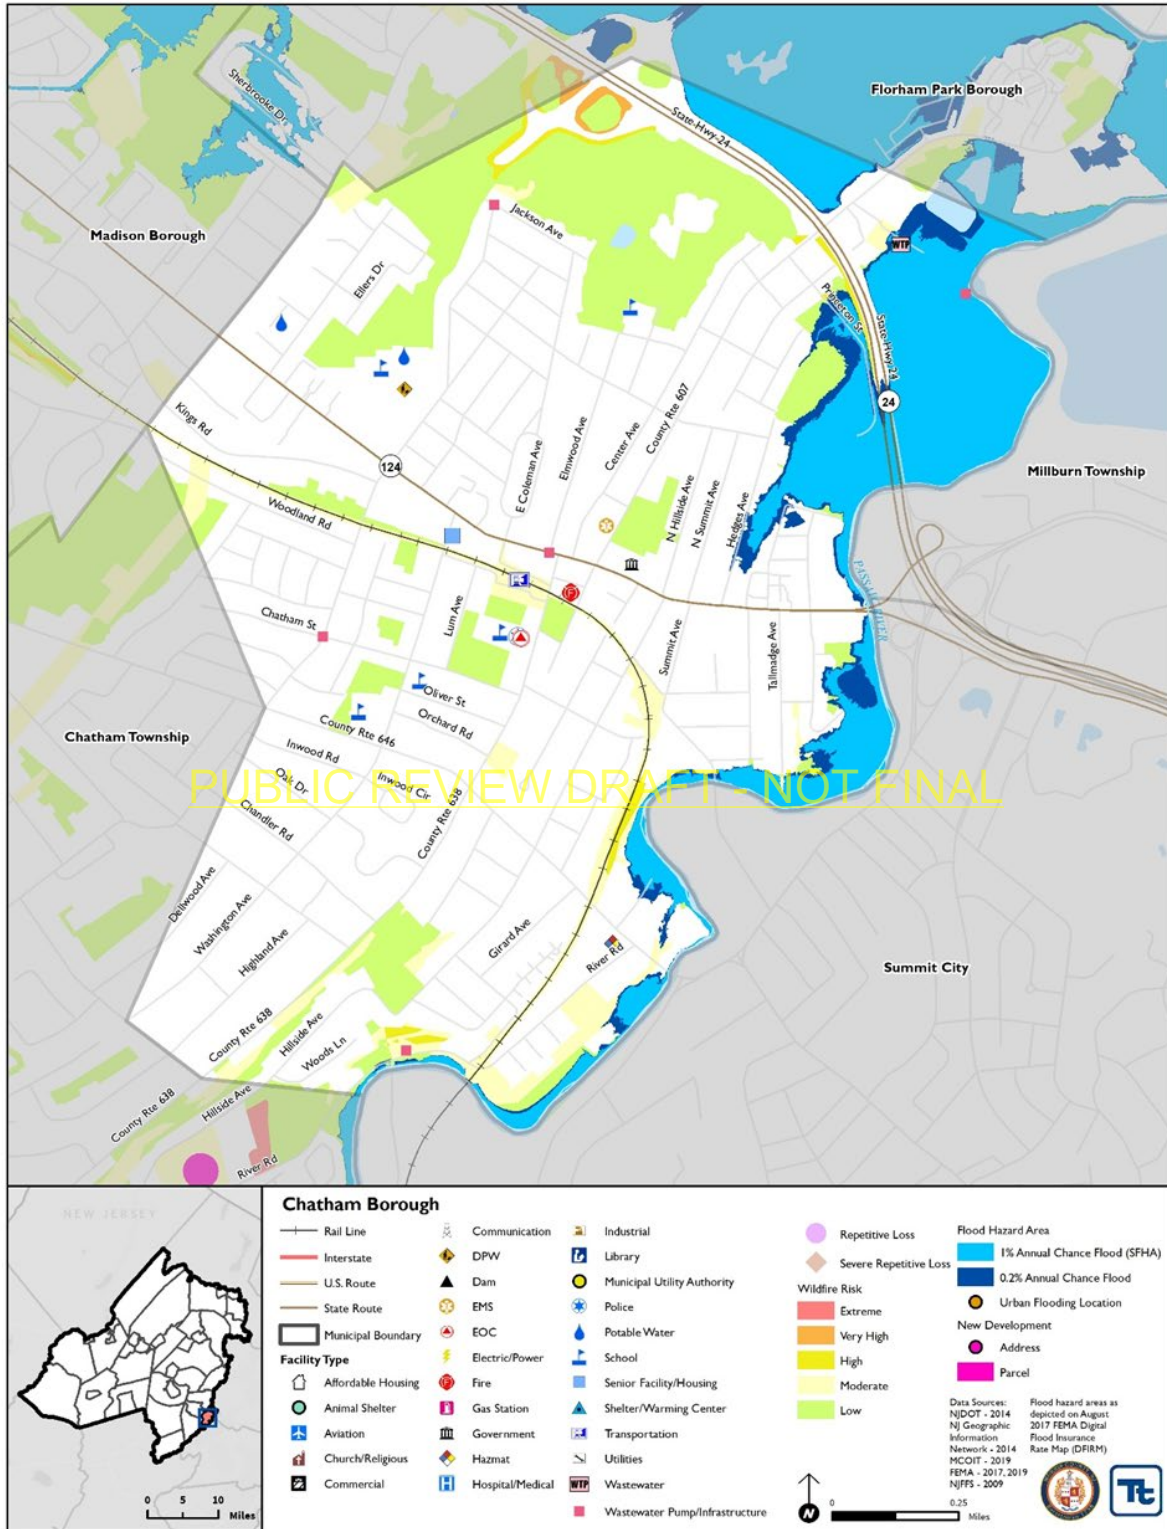 Sherbrooke Dr
Florham Park Borough
State Hwy 24
Madison Borough
Jackson Ave
WTP
Eilers Dr
Princeton St
State Hwy 24
24
Kings Rd
County Rte 607
Center Ave
Elmwood Ave
E Coleman Ave
124
Millburn Township
Woodland Rd
N Hillside Ave
N Summit Ave
Hedges Ave
PASSAIC RIVER
Chatham St
Lum Ave
Summit Ave
Tallmadge Ave
Oliver St
Orchard Rd
County Rte 646
Chatham Township
Inwood Rd
Oak Dr
Inwood Cir
PUBLIC REVIEW DRAFT - NOT FINAL
Chandler Rd
County Rte 638
Dellwood Ave
Washington Ave
Highland Ave
Girard Ave
River Rd
Summit City
County Rte 638
Hillside Ave
Woods Ln
County Rte 638
Hillside Ave
River Rd
NEW JERSEY
0 5 10
Miles
Chatham Borough
Rail Line
Interstate
U.S. Route
State Route
Municipal Boundary
Facility Type
Affordable Housing
Animal Shelter
Aviation
Church/Religious
Commercial
Communication
DPW
Dam
EMS
EOC
Electric/Power
Fire
Gas Station
Government
Hazmat
Hospital/Medical
Industrial
Library
Municipal Utility Authority
Police
Potable Water
School
Senior Facility/Housing
Shelter/Warming Center
Transportation
Utilities
WTP Wastewater
Wastewater Pump/Infrastructure
Repetitive Loss
Severe Repetitive Loss
Wildfire Risk
Extreme
Very High
High
Moderate
Low
Flood Hazard Area
1% Annual Chance Flood (SFHA)
0.2% Annual Chance Flood
Urban Flooding Location
New Development
Address
Parcel
Data Sources:
NJDOT - 2014
NJ Geographic
Information
Network - 2014
MCOIT - 2019
FEMA - 2017, 2019
NJFFS - 2009
Flood hazard areas as
depicted on August
2017 FEMA Digital
Flood Insurance
Rate Map (DFIRM)
N
0 0.25
Miles
Tt